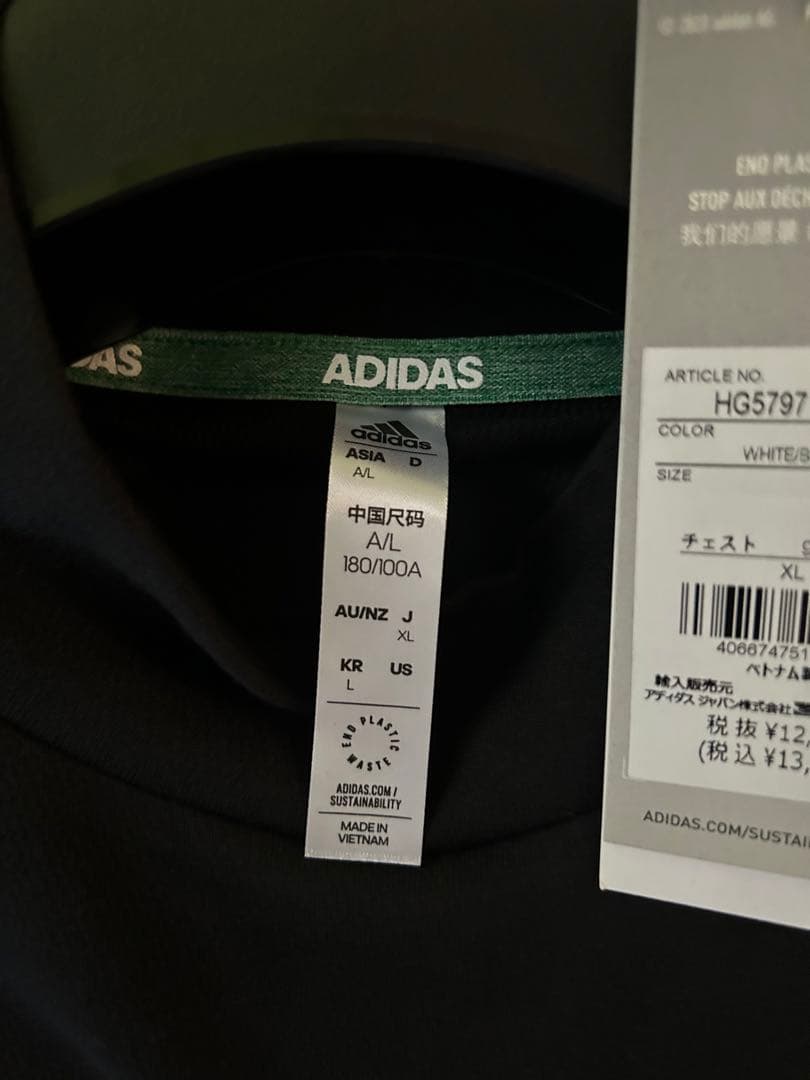 DAS
ADIDAS
adidas
ASIA D
A/L
中国尺码
A/L
180/100A
AU/NZ J
XL
KR US
L
END PLASTIC WASTE
ADIDAS.COM/
SUSTAINABILITY
MADE IN
VIETNAM
END PLAS
STOP AUX DÉCH
我们的愿景
ARTICLE NO.
HG5797
COLOR
WHITE/B
SIZE
チェスト
XL
406674751
ベトナム製
輸入販売元
アディダス ジャパン株式会社
税抜 ¥12,
(税込 ¥13,
ADIDAS.COM/SUSTAI